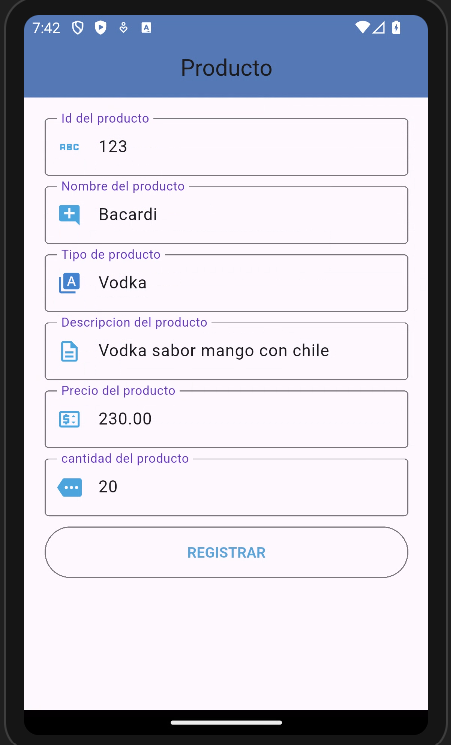 7:42
Producto
Id del producto
ABC 123
Nombre del producto
Bacardi
Tipo de producto
A Vodka
Descripcion del producto
Vodka sabor mango con chile
Precio del producto
230.00
cantidad del producto
20
REGISTRAR